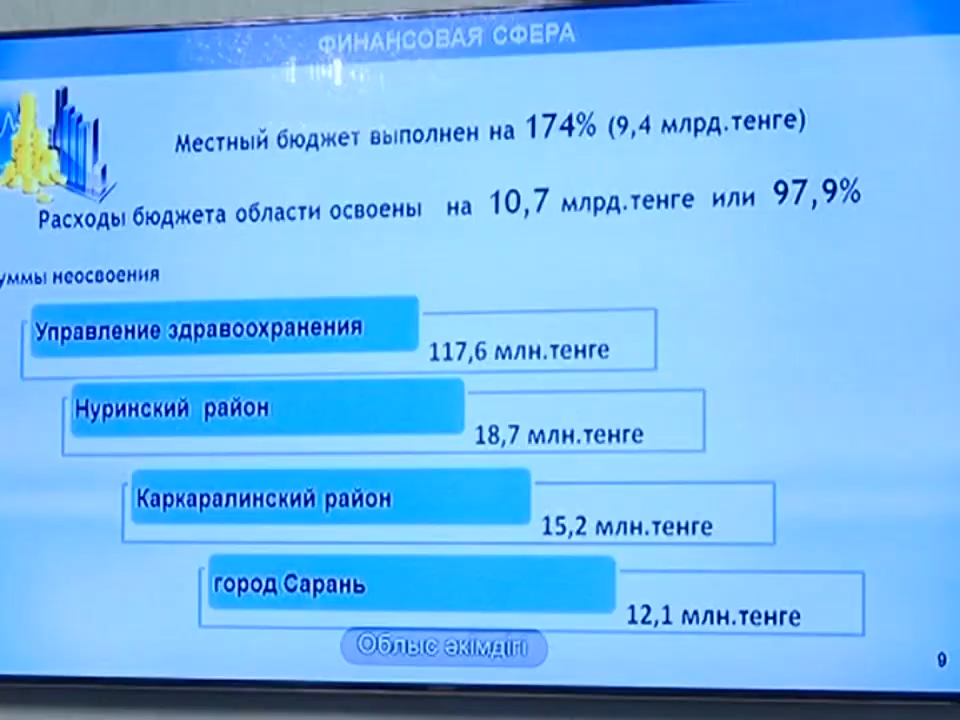 ФИНАНСОВАЯ СФЕРА
Местный бюджет выполнен на 174% (9,4 млрд.тенге)
Расходы бюджета области освоены на 10,7 млрд.тенге или 97,9%
уммы неосвоения
Управление здравоохранения
117,6 млн.тенге
Нуринский район
18,7 млн.тенге
Каркаралинский район
15,2 млн.тенге
город Сарань
12,1 млн.тенге
Облыс әкімдігі
9